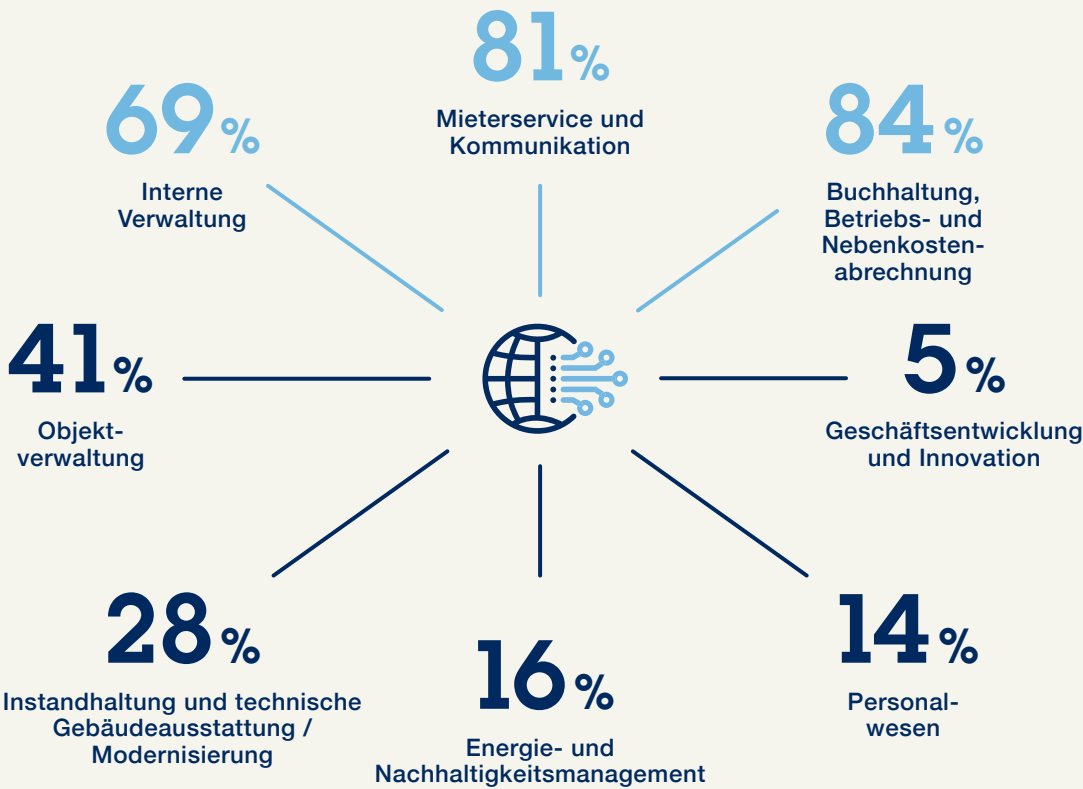 81%
Mieterservice und
Kommunikation
69%
Interne
Verwaltung
84%
Buchhaltung,
Betriebs- und
Nebenkosten-
abrechnung
41%
Objekt-
verwaltung
5%
Geschäftsentwicklung
und Innovation
28%
Instandhaltung und technische
Gebäudeausstattung /
Modernisierung
16%
Energie- und
Nachhaltigkeitsmanagement
14%
Personal-
wesen